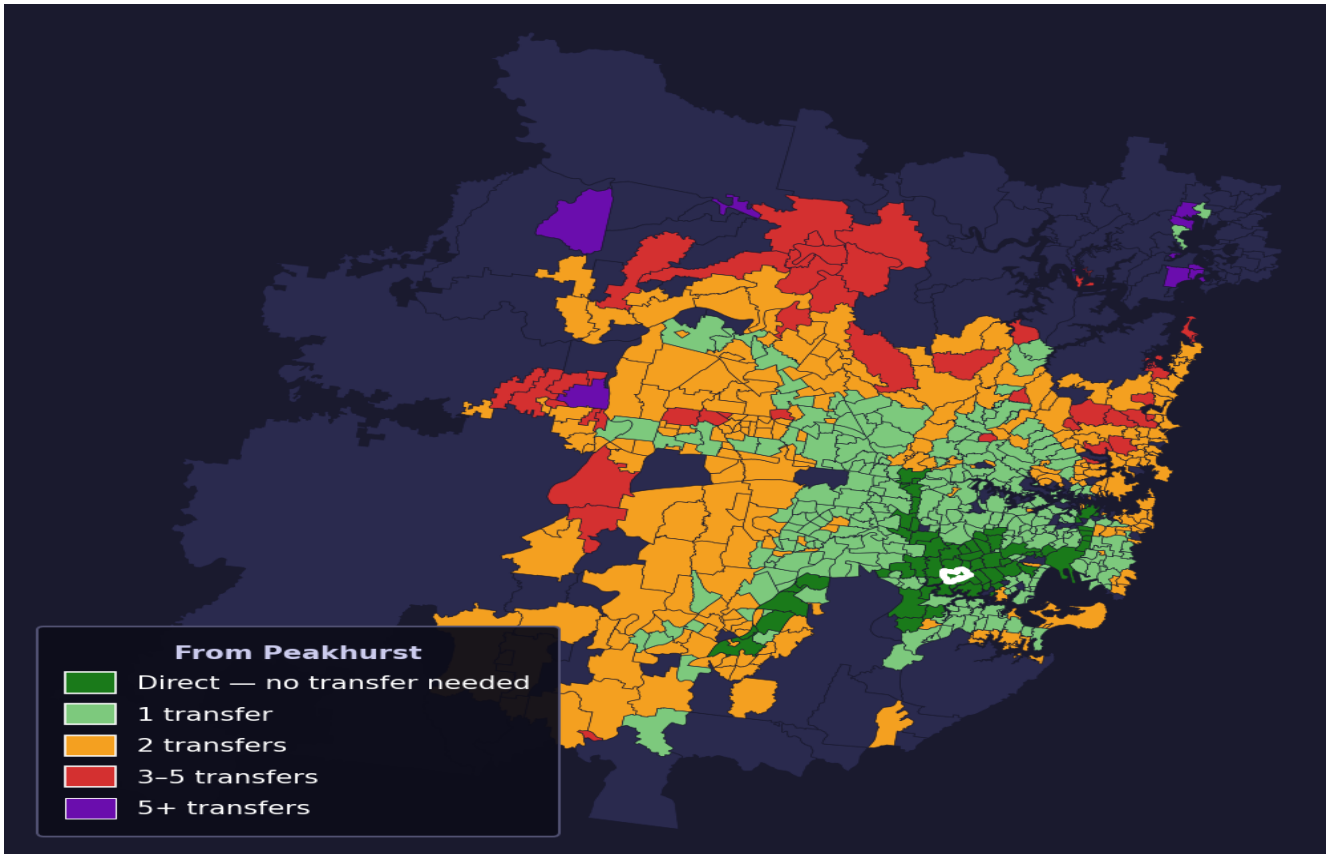 From Peakhurst
Direct — no transfer needed
1 transfer
2 transfers
3–5 transfers
5+ transfers